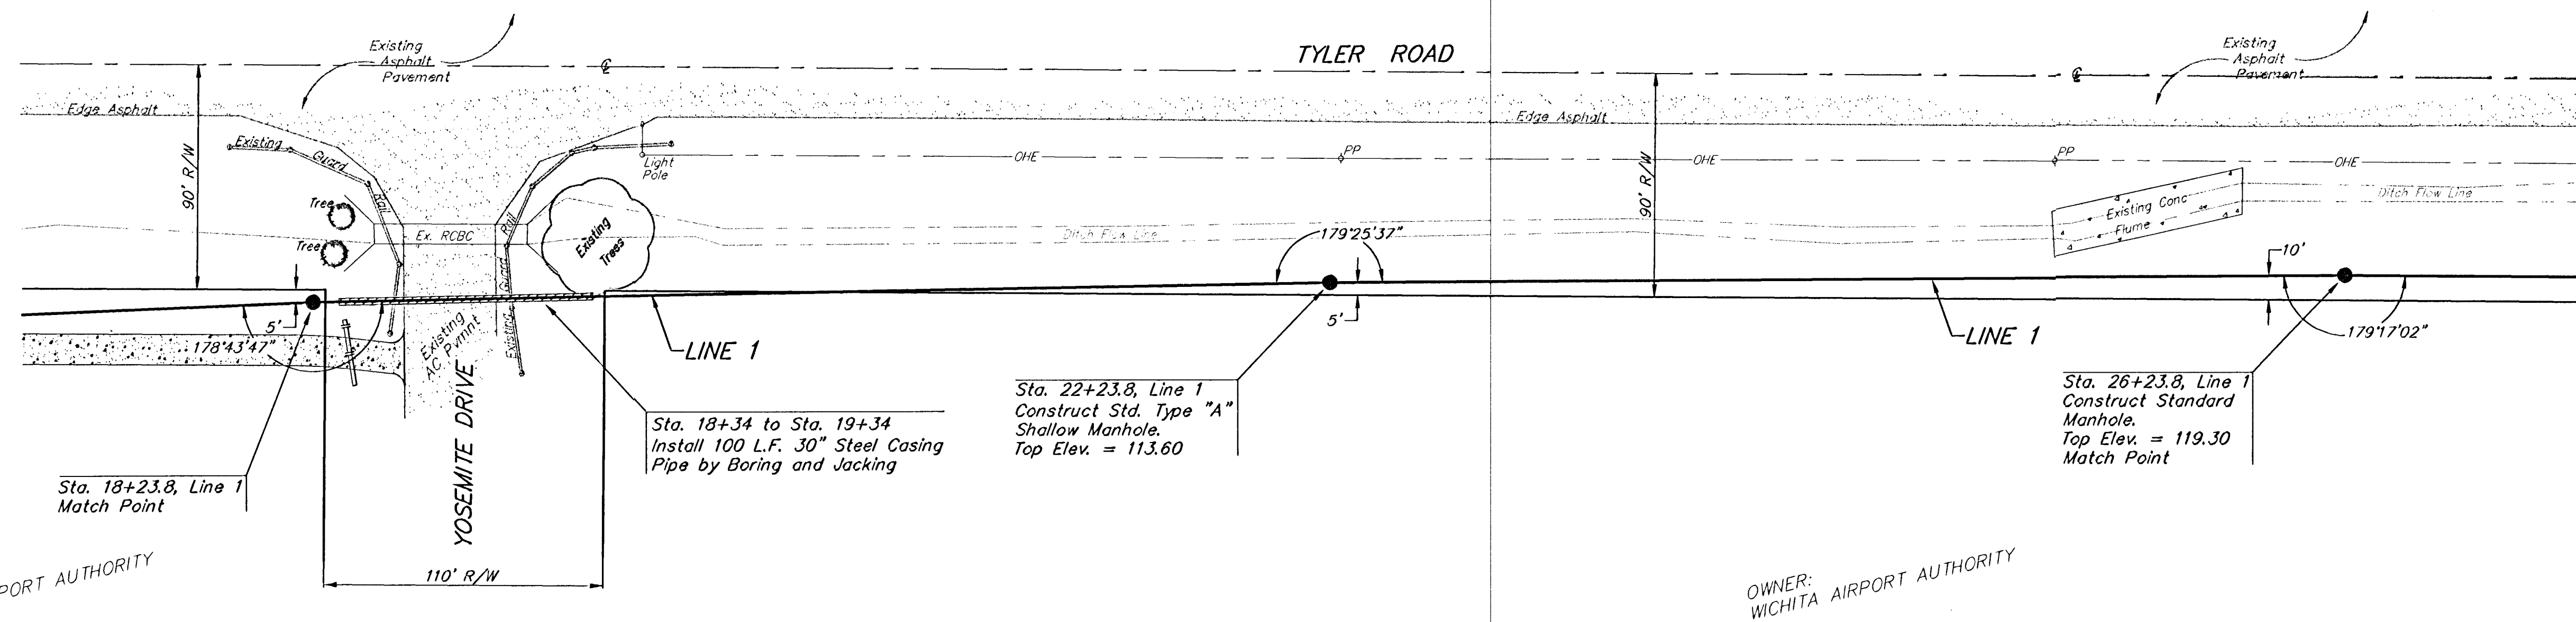 TYLER ROAD
Existing
Asphalt
Pavement
℄
℄
Existing
Asphalt
Pavement
Edge Asphalt
Edge Asphalt
90' R/W
Existing
Guard
Rail
Light
Pole
OHE
PP
OHE
PP
OHE
90' R/W
Tree
Tree
Ex. RCBC
Rail
Guard
Existing
Existing
Trees
Ditch Flow Line
Existing Conc
Flume
Ditch Flow Line
179°25'37"
10'
5'
178°43'47"
Existing
AC Pvmnt
LINE 1
5'
LINE 1
179°17'02"
YOSEMITE DRIVE
Sta. 18+23.8, Line 1
Match Point
Sta. 18+34 to Sta. 19+34
Install 100 L.F. 30" Steel Casing
Pipe by Boring and Jacking
Sta. 22+23.8, Line 1
Construct Std. Type "A"
Shallow Manhole.
Top Elev. = 113.60
Sta. 26+23.8, Line 1
Construct Standard
Manhole.
Top Elev. = 119.30
Match Point
110' R/W
PORT AUTHORITY
OWNER:
WICHITA AIRPORT AUTHORITY